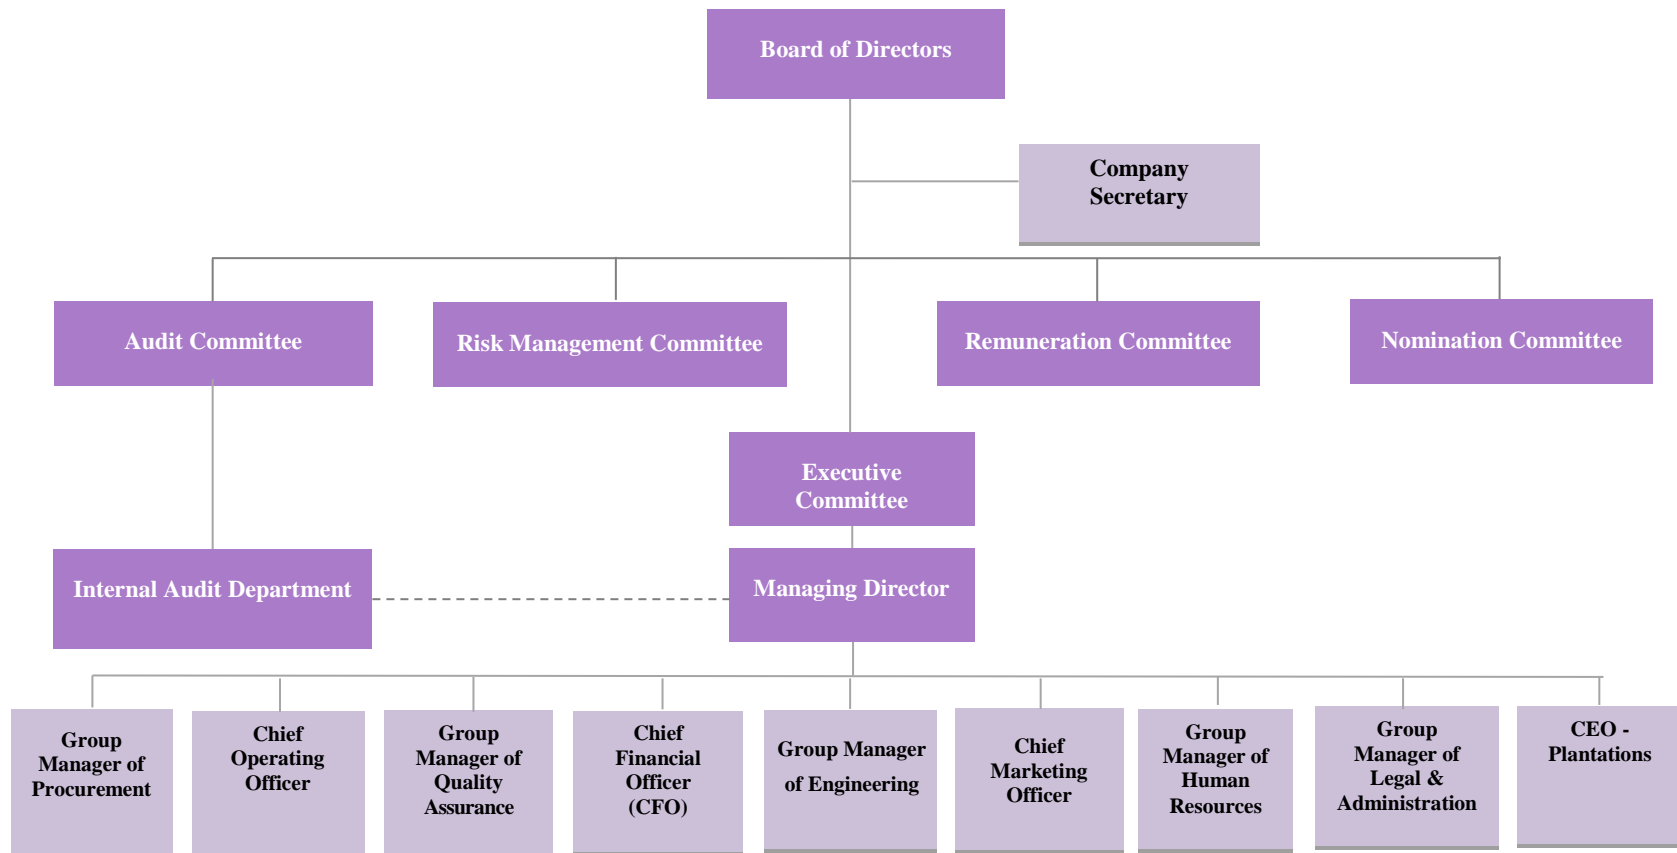 Board of Directors
Company
Secretary
Audit Committee
Risk Management Committee
Remuneration Committee
Nomination Committee
Executive
Committee
Internal Audit Department
Managing Director
Group
Manager of
Procurement
Chief
Operating
Officer
Group
Manager of
Quality
Assurance
Chief
Financial
Officer
(CFO)
Group Manager
of Engineering
Chief
Marketing
Officer
Group
Manager of
Human
Resources
Group
Manager of
Legal &
Administration
CEO -
Plantations